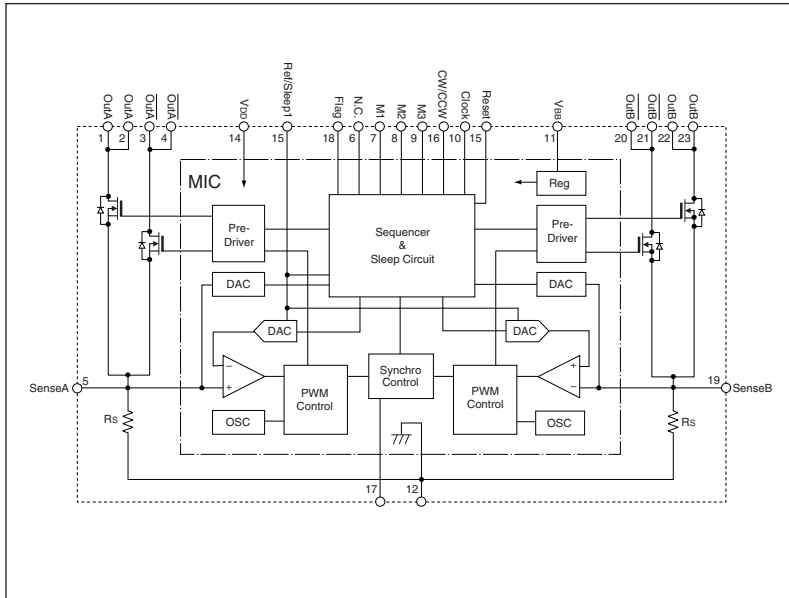 OutA
OutA
OutA
OutA
VDD
Ref/Sleep1
Flag
N.C.
M1
M2
M3
CW/CCW
Clock
Reset
VBB
OutB
OutB
OutB
OutB
1
2
3
4
14
15
18
6
7
8
9
16
10
15
11
20
21
22
23
MIC
Reg
Pre-
Driver
Sequencer
&
Sleep Circuit
Pre-
Driver
DAC
DAC
DAC
DAC
−
+
+
−
SenseA
5
19
SenseB
PWM
Control
Synchro
Control
PWM
Control
RS
OSC
OSC
RS
17
12